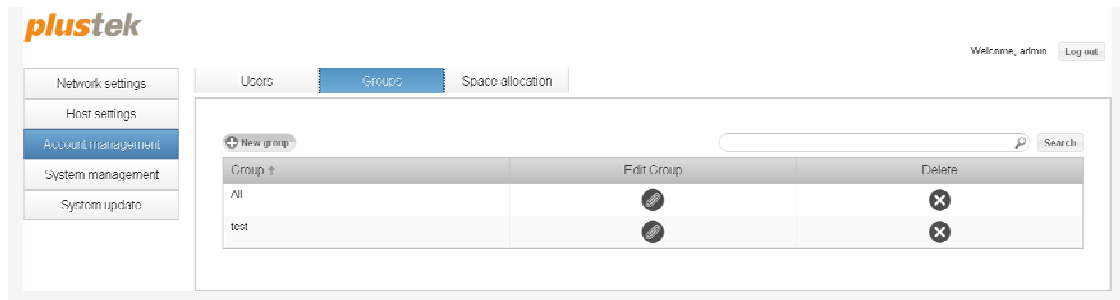 plustek
Welcome, admin Log out
Network settings
Users Groups Space allocation
Host settings
Account management
New group Search
System management
Group Edit Group Delete
All
System update
test